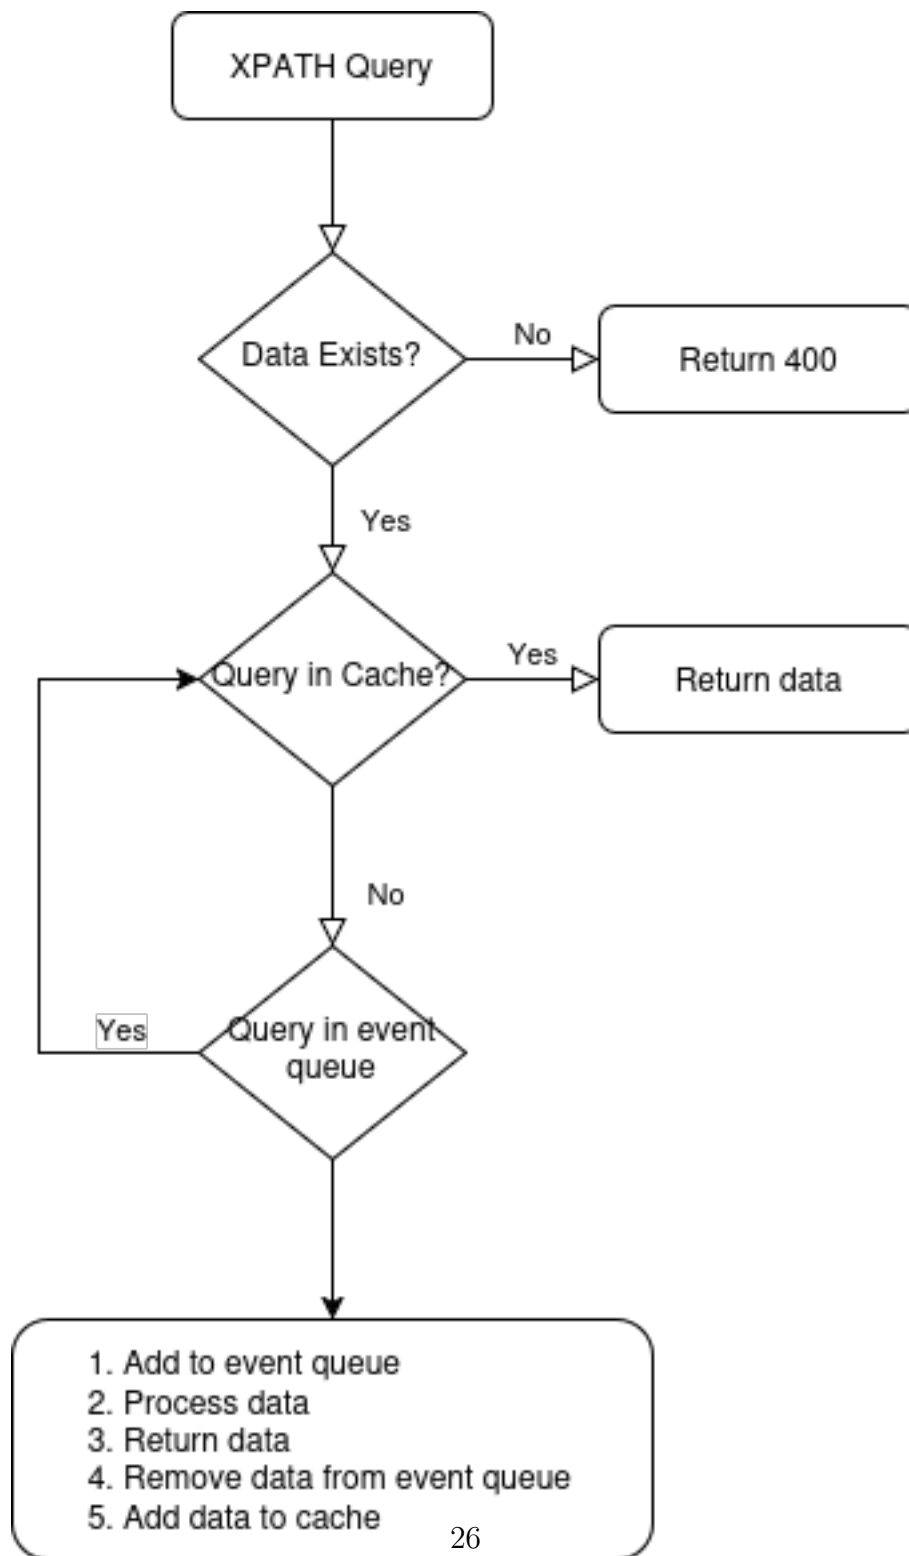 XPATH Query
Data Exists?
No
Return 400
Yes
Query in Cache?
Yes
Return data
No
Query in event
queue
Yes
1. Add to event queue
2. Process data
3. Return data
4. Remove data from event queue
5. Add data to cache
26